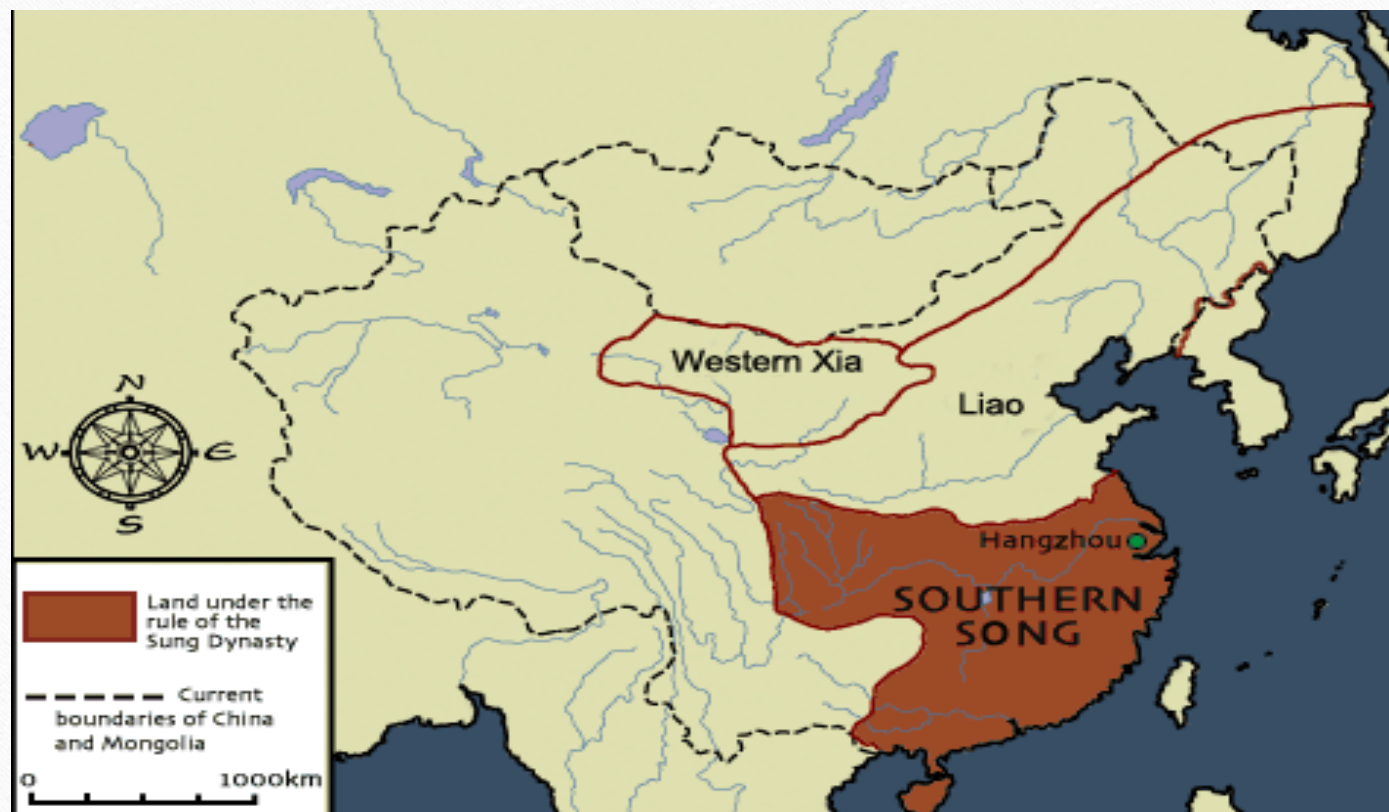 Western Xia
Liao
N
W E
S
Hangzhou
SOUTHERN
SONG
Land under the
rule of the
Sung Dynasty
Current
boundaries of China
and Mongolia
0 1000km